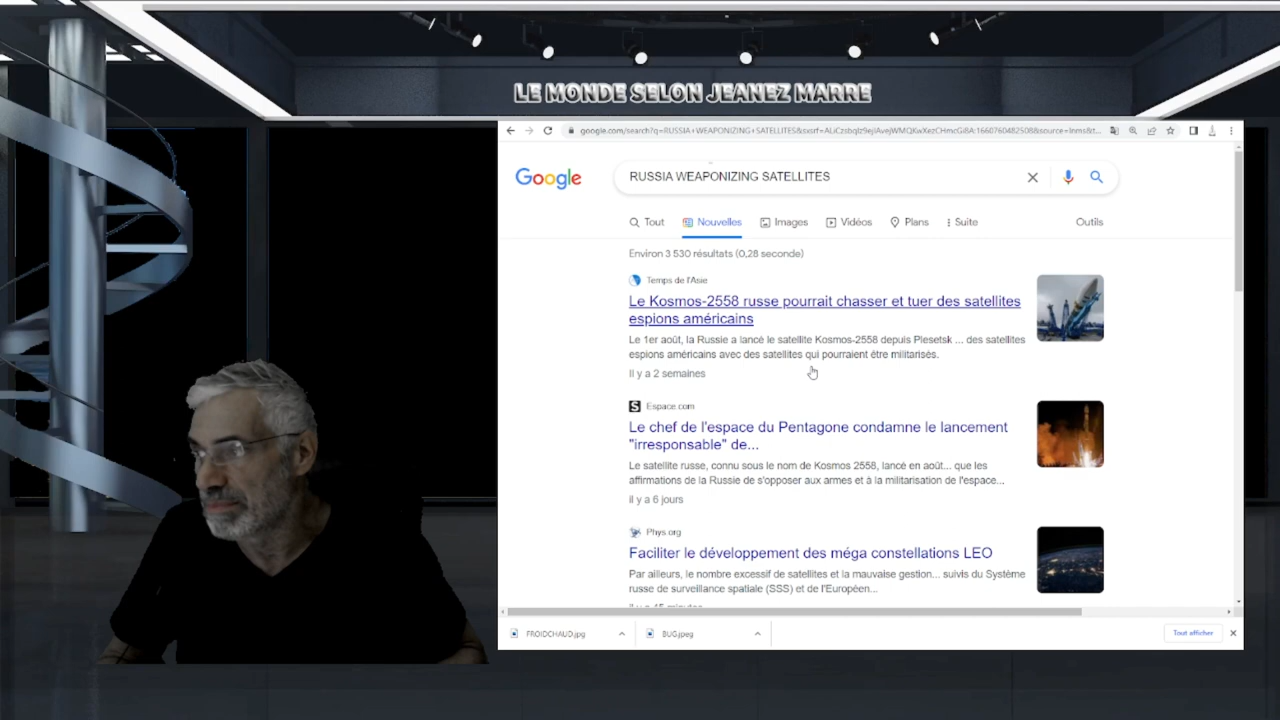 LE MONDE SELON JEANEZ MARRE
Google
RUSSIA WEAPONIZING SATELLITES
Tout Nouvelles Images Vidéos Plans Suite Outils
Environ 3 530 résultats (0,28 seconde)
Temps de l'Asie
Le Kosmos-2558 russe pourrait chasser et tuer des satellites
espions américains
Le 1er août, la Russie a lancé le satellite Kosmos-2558 depuis Plesetsk ... des satellites
espions américains avec des satellites qui pourraient être militarisés.
Il y a 2 semaines
Espace com
Le chef de l'espace du Pentagone condamne le lancement
"irresponsable" de...
Le satellite russe, connu sous le nom de Kosmos 2558, lancé en août... que les
affirmations de la Russie de s'opposer aux armes et à la militarisation de l'espace...
il y a 6 jours
Phys.org
Faciliter le développement des méga constellations LEO
Par ailleurs, le nombre excessif de satellites et la mauvaise gestion... suivis du Système
russe de surveillance spatiale (SSS) et de l'Européen...
FROIDCHAUD.jpg BUG.jpeg Tout afficher